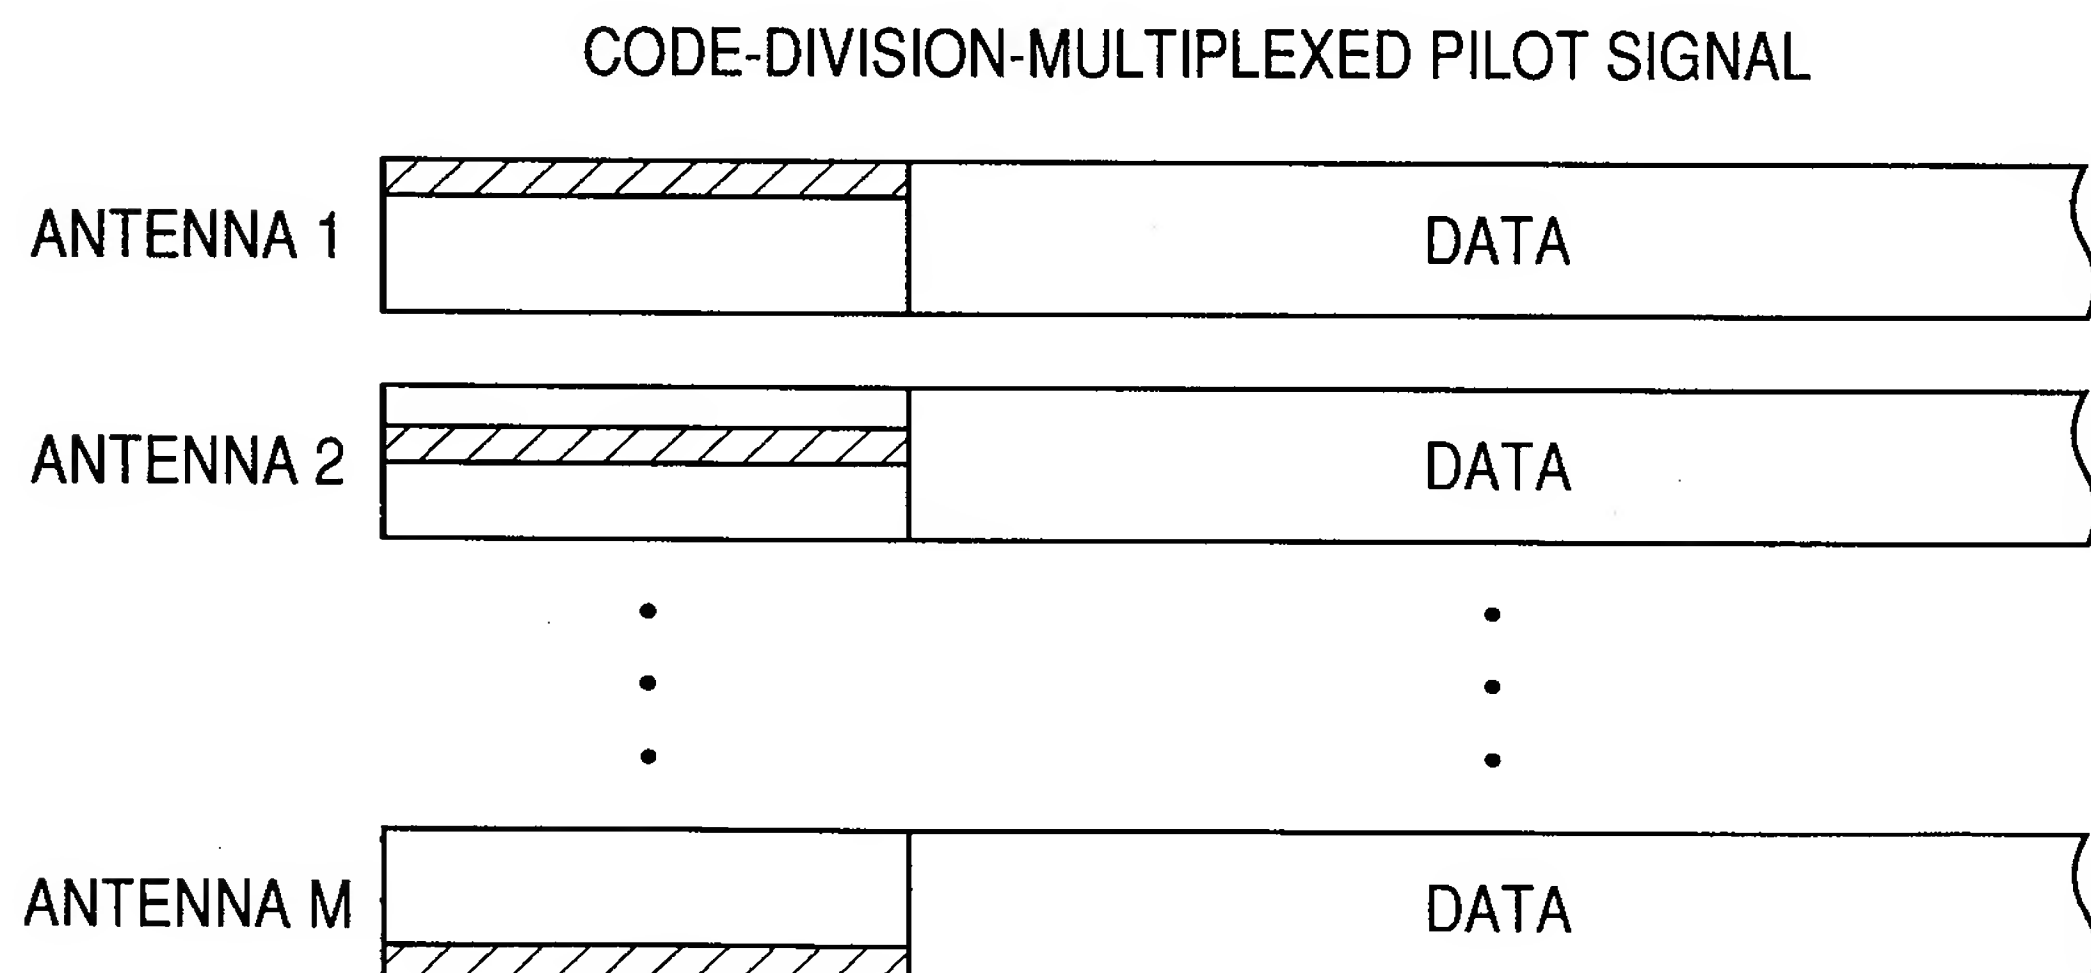 CODE-DIVISION-MULTIPLEXED PILOT SIGNAL
ANTENNA 1
DATA
ANTENNA 2
DATA
ANTENNA M
DATA